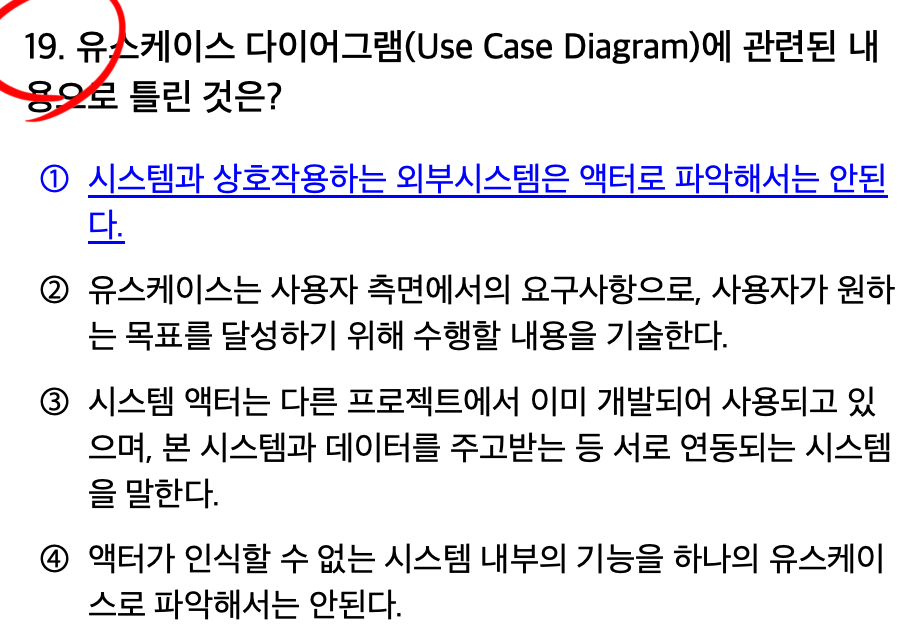 19. 유스케이스 다이어그램(Use Case Diagram)에 관련된 내
용으로 틀린 것은?
① 시스템과 상호작용하는 외부시스템은 액터로 파악해서는 안된
다.
② 유스케이스는 사용자 측면에서의 요구사항으로, 사용자가 원하
는 목표를 달성하기 위해 수행할 내용을 기술한다.
③ 시스템 액터는 다른 프로젝트에서 이미 개발되어 사용되고 있
으며, 본 시스템과 데이터를 주고받는 등 서로 연동되는 시스템
을 말한다.
④ 액터가 인식할 수 없는 시스템 내부의 기능을 하나의 유스케이
스로 파악해서는 안된다.